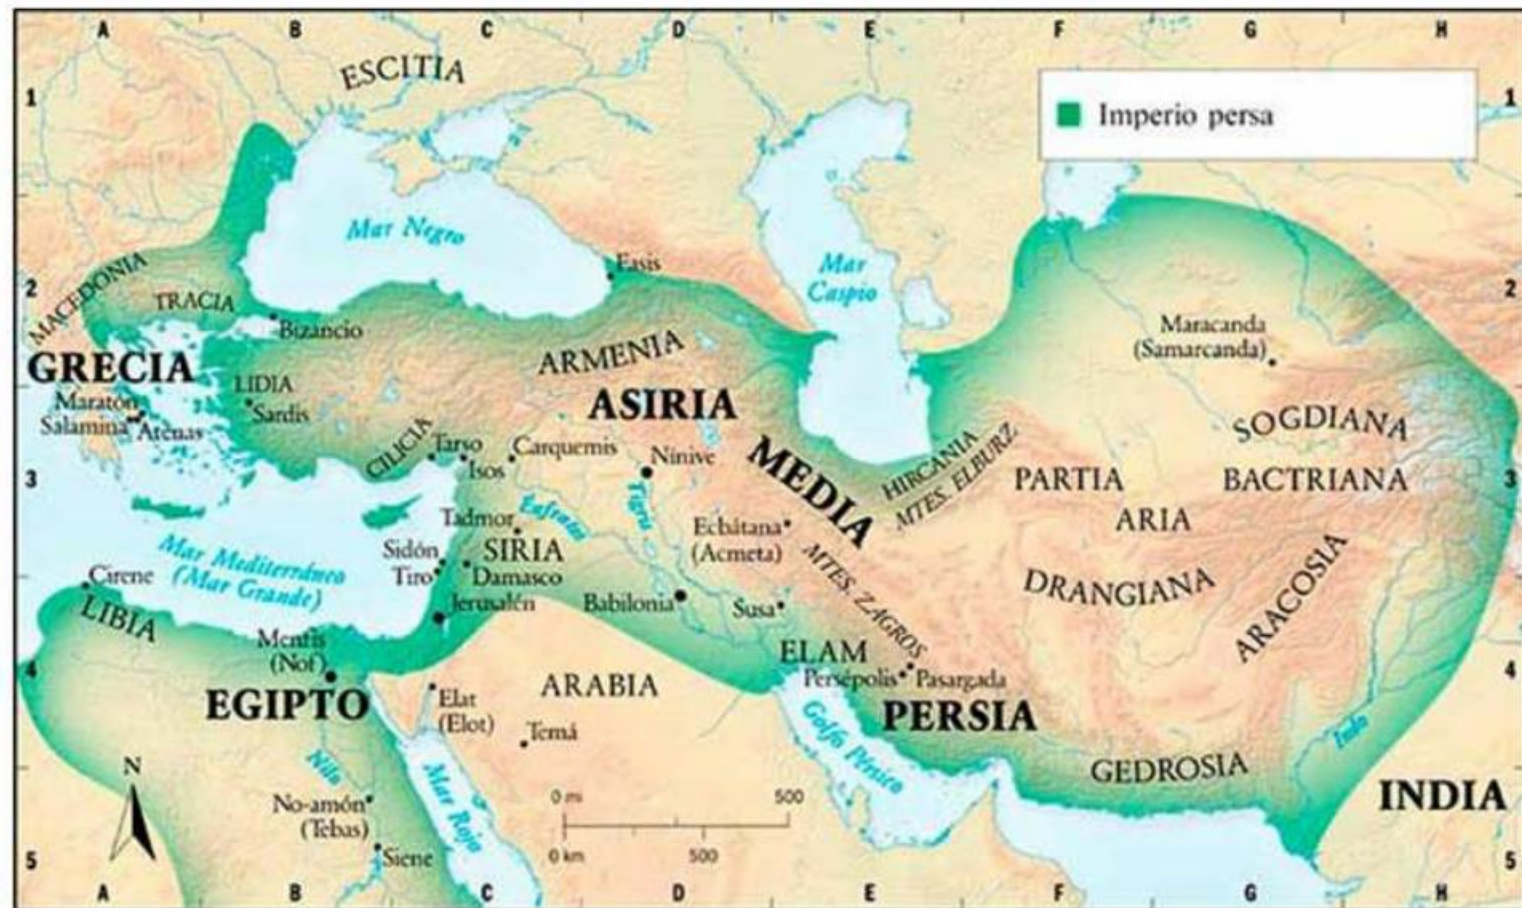 A B C D E F G H
1 1
ESCITIA
Imperio persa
Mar Negro
MACEDONIA
2 2
TRACIA
Easis
Mar
Caspio
Bizancio
Maracanda
(Samarcanda)
GRECIA
ARMENIA
LIDIA
Sardis
ASIRIA
Maratón
Salamina
Atenas
SOGDIANA
CILICIA
Tarso
Isos
Carquemis
Nínive
MEDIA
HIRCANIA
MTES. ELBURZ
PARTIA
BACTRIANA
3 3
ARIA
Tadmor
Eufrates
Tigris
Ecbátana
(Acmeta)
Mar Mediterráneo
(Mar Grande)
Sidón
Tiro
SIRIA
Damasco
MTES. ZAGROS
DRANGIANA
ARACOSIA
Cirene
LIBIA
Jerusalén
Babilonia
Susa
Menfis
(Nof)
ELAM
4 4
EGIPTO
Elat
(Elot)
ARABIA
Persépolis
Pasargada
PERSIA
Temá
Golfo Pérsico
Indo
N
Nilo
Mar Rojo
GEDROSIA
INDIA
No-amón
(Tebas)
0 mi 500
0 km 500
Siene
5 5
A B C D E F G H